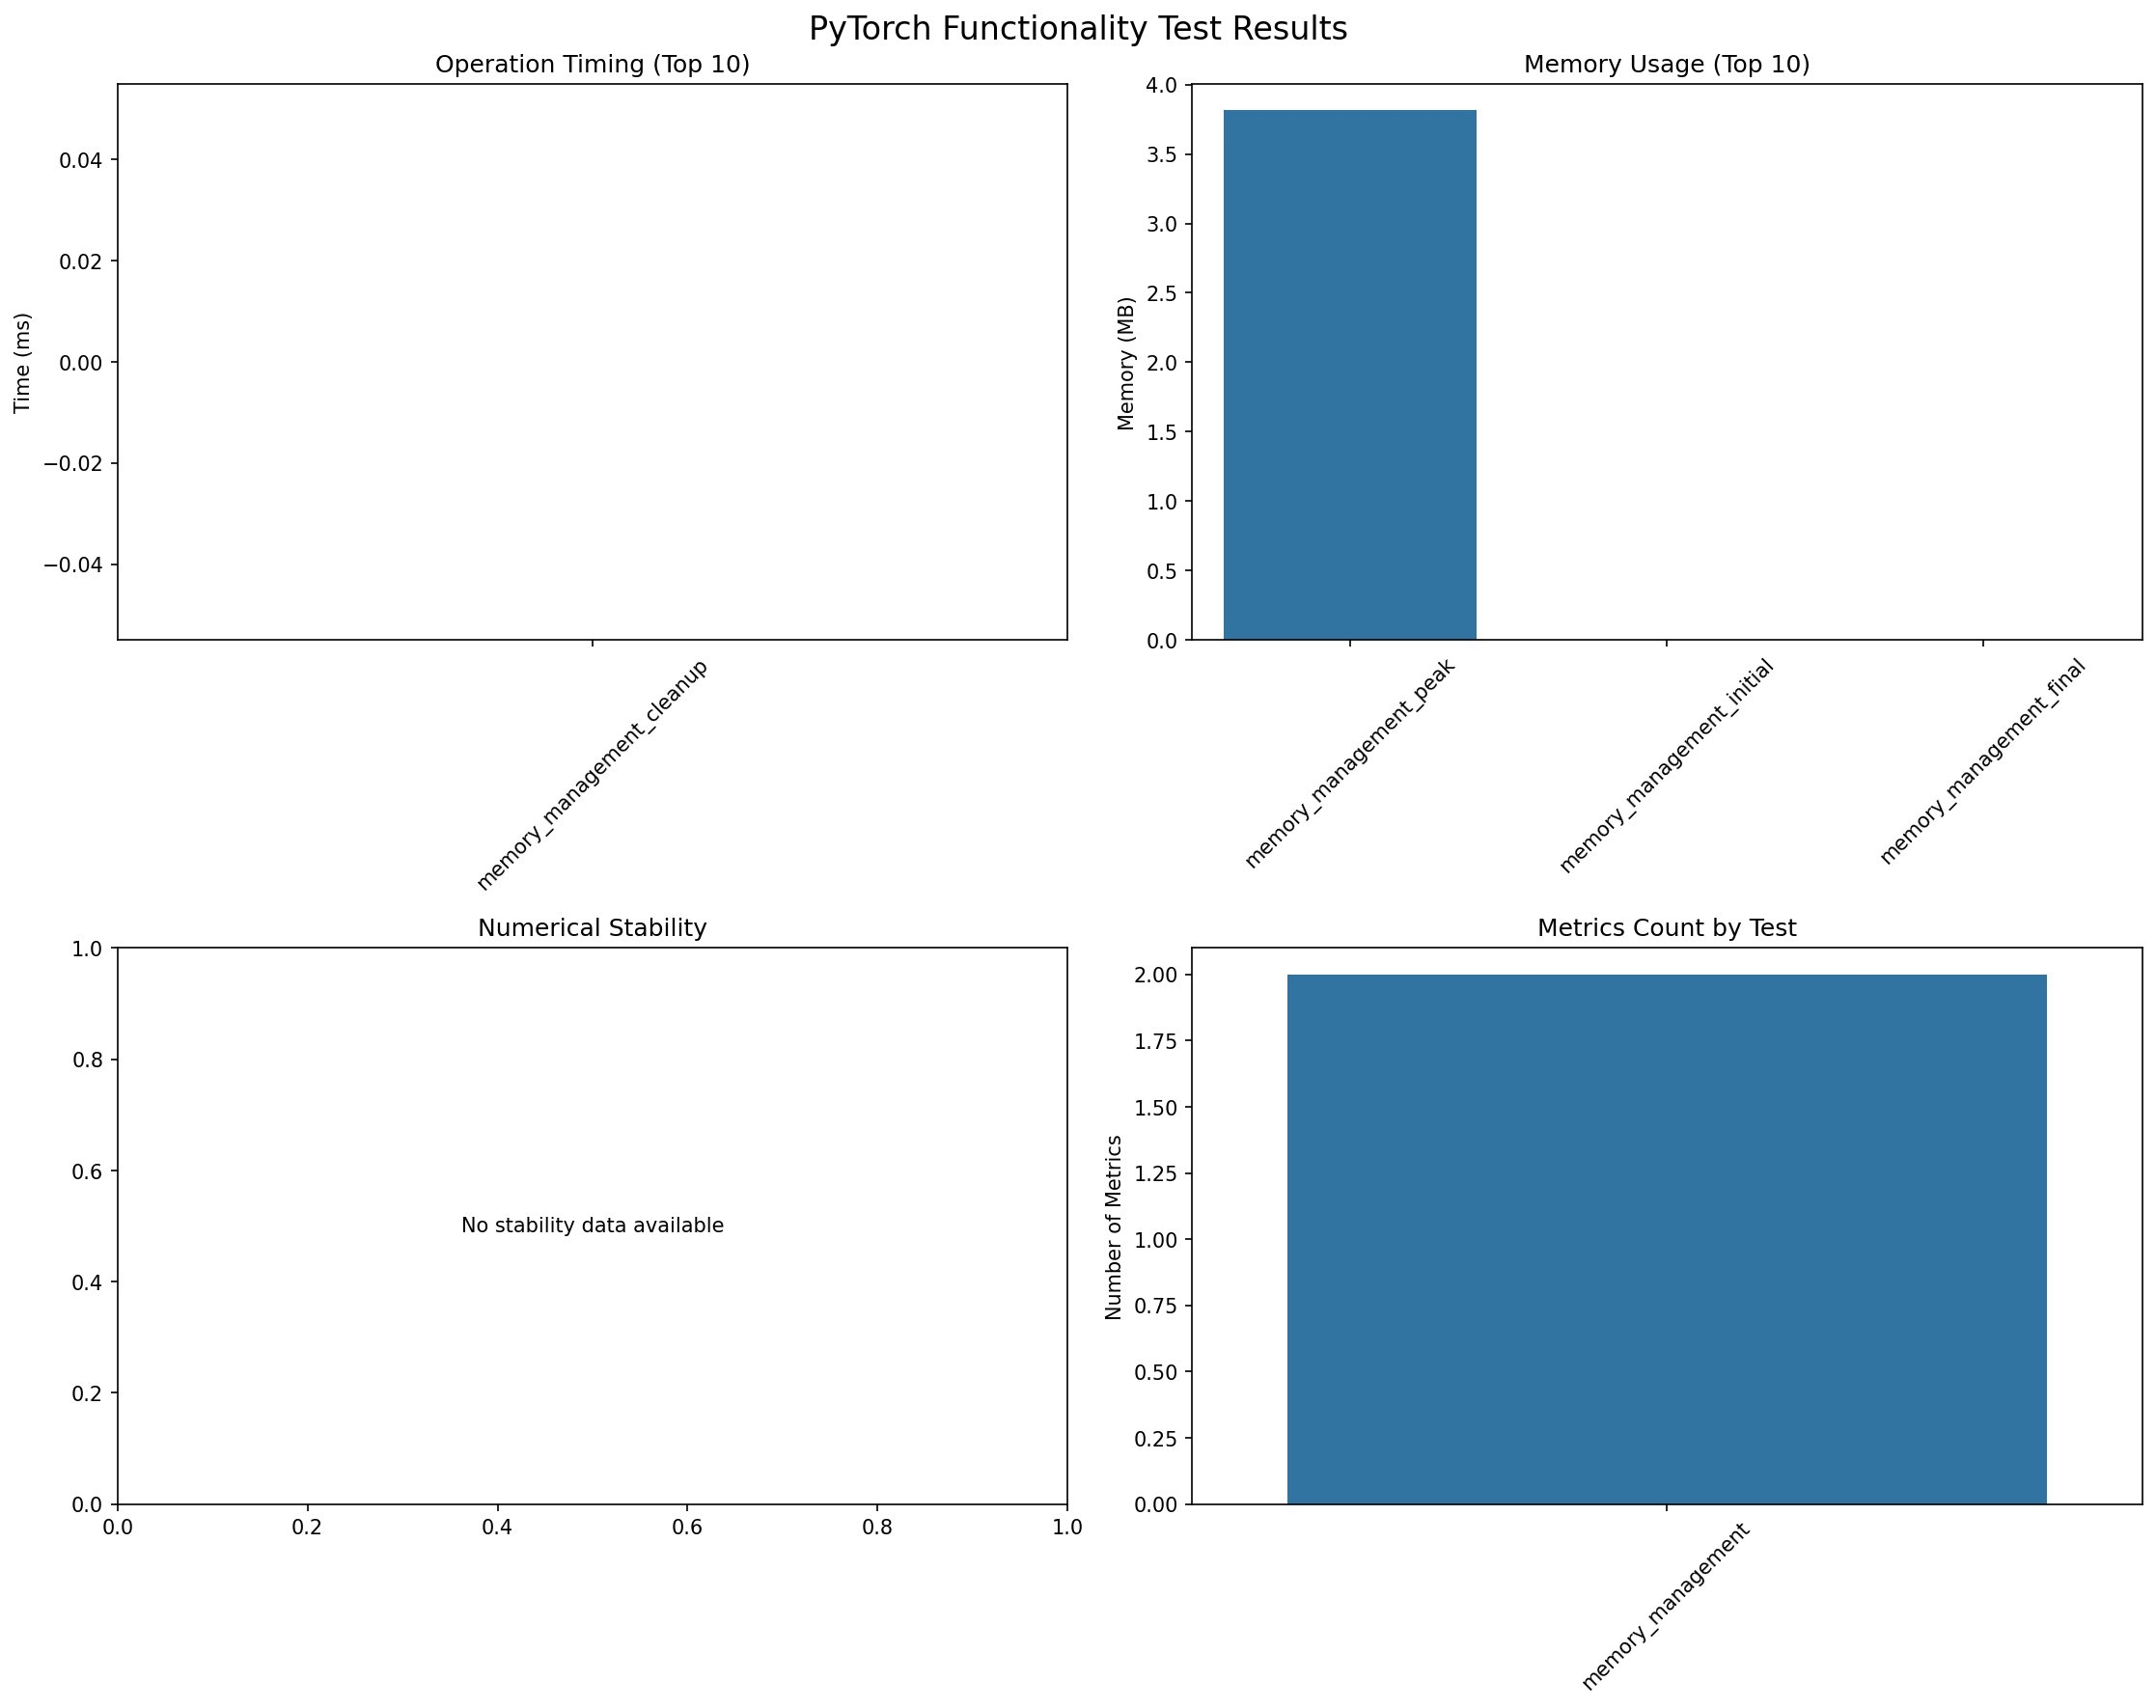 PyTorch Functionality Test Results
Operation Timing (Top 10)
Time (ms)
0.04
0.02
0.00
−0.02
−0.04
memory_management_cleanup
Memory Usage (Top 10)
Memory (MB)
4.0
3.5
3.0
2.5
2.0
1.5
1.0
0.5
0.0
memory_management_peak
memory_management_initial
memory_management_final
Numerical Stability
1.0
0.8
0.6
0.4
0.2
0.0
No stability data available
0.0 0.2 0.4 0.6 0.8 1.0
Metrics Count by Test
Number of Metrics
2.00
1.75
1.50
1.25
1.00
0.75
0.50
0.25
0.00
memory_management